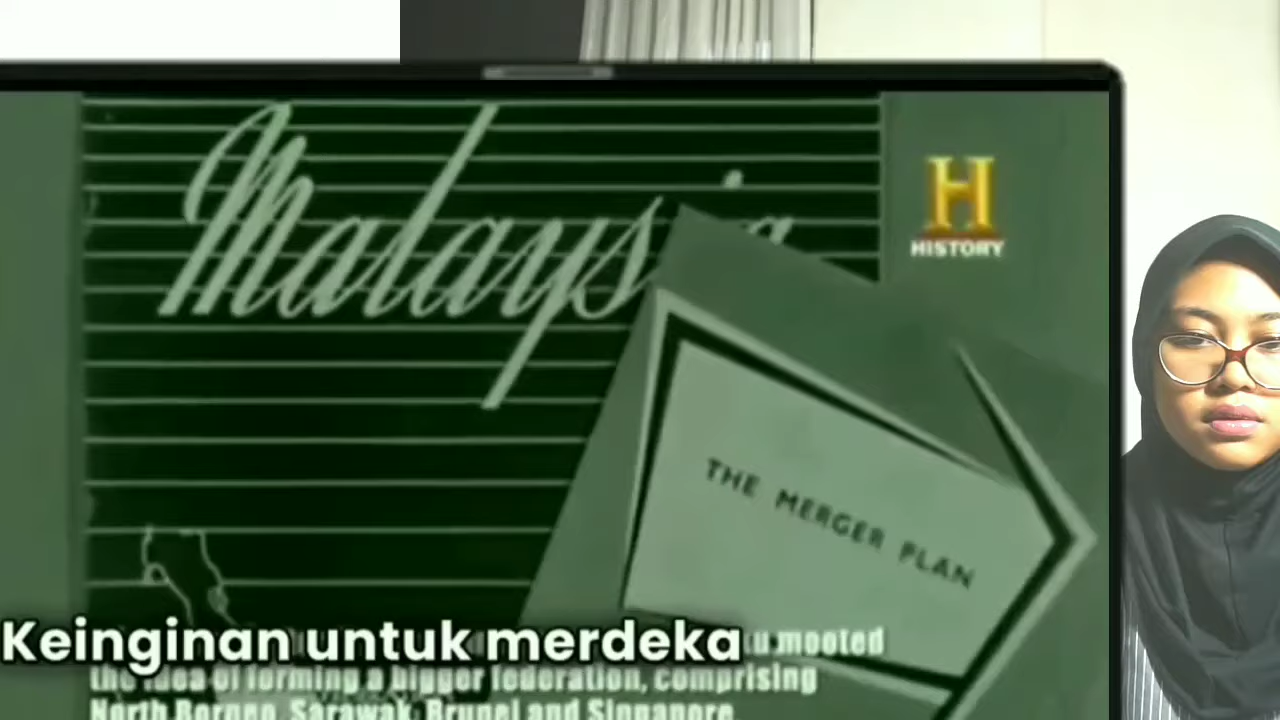 Malaysia
H
HISTORY
THE MERGER PLAN
Keinginan untuk merdeka
mooted
the idea of forming a bigger federation, comprising
North Borneo, Sarawak, Brunei and Singapore